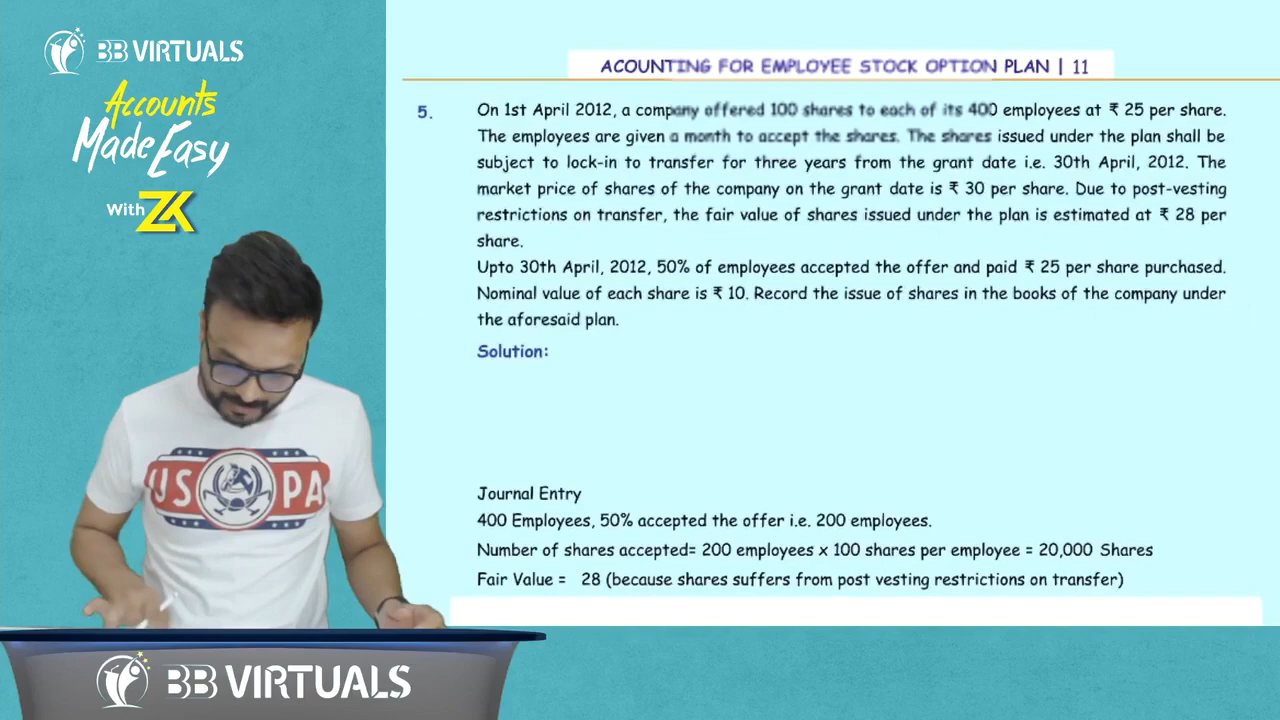 BB VIRTUALS
Accounts
Made Easy
With ZK
ACOUNTING FOR EMPLOYEE STOCK OPTION PLAN | 11
5. On 1st April 2012, a company offered 100 shares to each of its 400 employees at ₹ 25 per share.
The employees are given a month to accept the shares. The shares issued under the plan shall be
subject to lock-in to transfer for three years from the grant date i.e. 30th April, 2012. The
market price of shares of the company on the grant date is ₹ 30 per share. Due to post-vesting
restrictions on transfer, the fair value of shares issued under the plan is estimated at ₹ 28 per
share.
Upto 30th April, 2012, 50% of employees accepted the offer and paid ₹ 25 per share purchased.
Nominal value of each share is ₹ 10. Record the issue of shares in the books of the company under
the aforesaid plan.
Solution:
Journal Entry
400 Employees, 50% accepted the offer i.e. 200 employees.
Number of shares accepted= 200 employees x 100 shares per employee = 20,000 Shares
Fair Value = 28 (because shares suffers from post vesting restrictions on transfer)
US PA
BB VIRTUALS